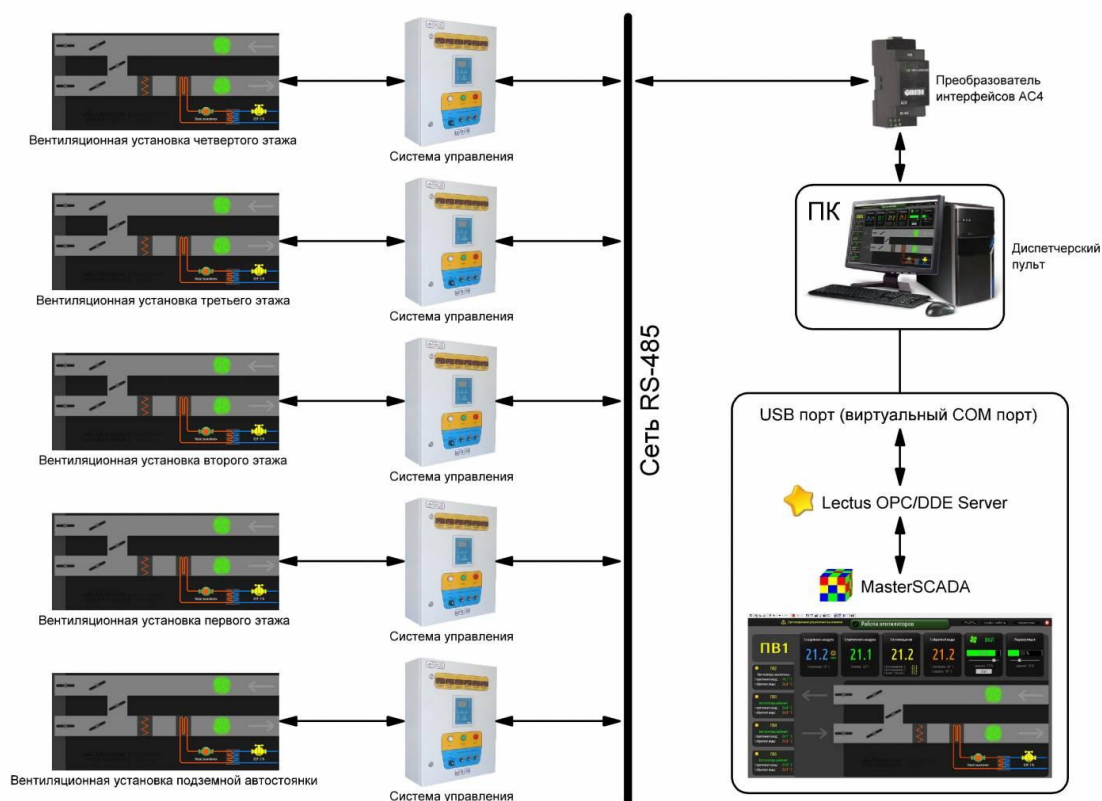 Вентиляционная установка четвертого этажа
Система управления
Вентиляционная установка третьего этажа
Система управления
Вентиляционная установка второго этажа
Система управления
Вентиляционная установка первого этажа
Система управления
Вентиляционная установка подземной автостоянки
Система управления
Сеть RS-485
Преобразователь
интерфейсов АС4
ПК
Диспетчерский
пульт
USB порт (виртуальный COM порт)
Lectus OPC/DDE Server
MasterSCADA
Работа вентиляторов
ПВ1
21.2
21.1
21.2
21.2